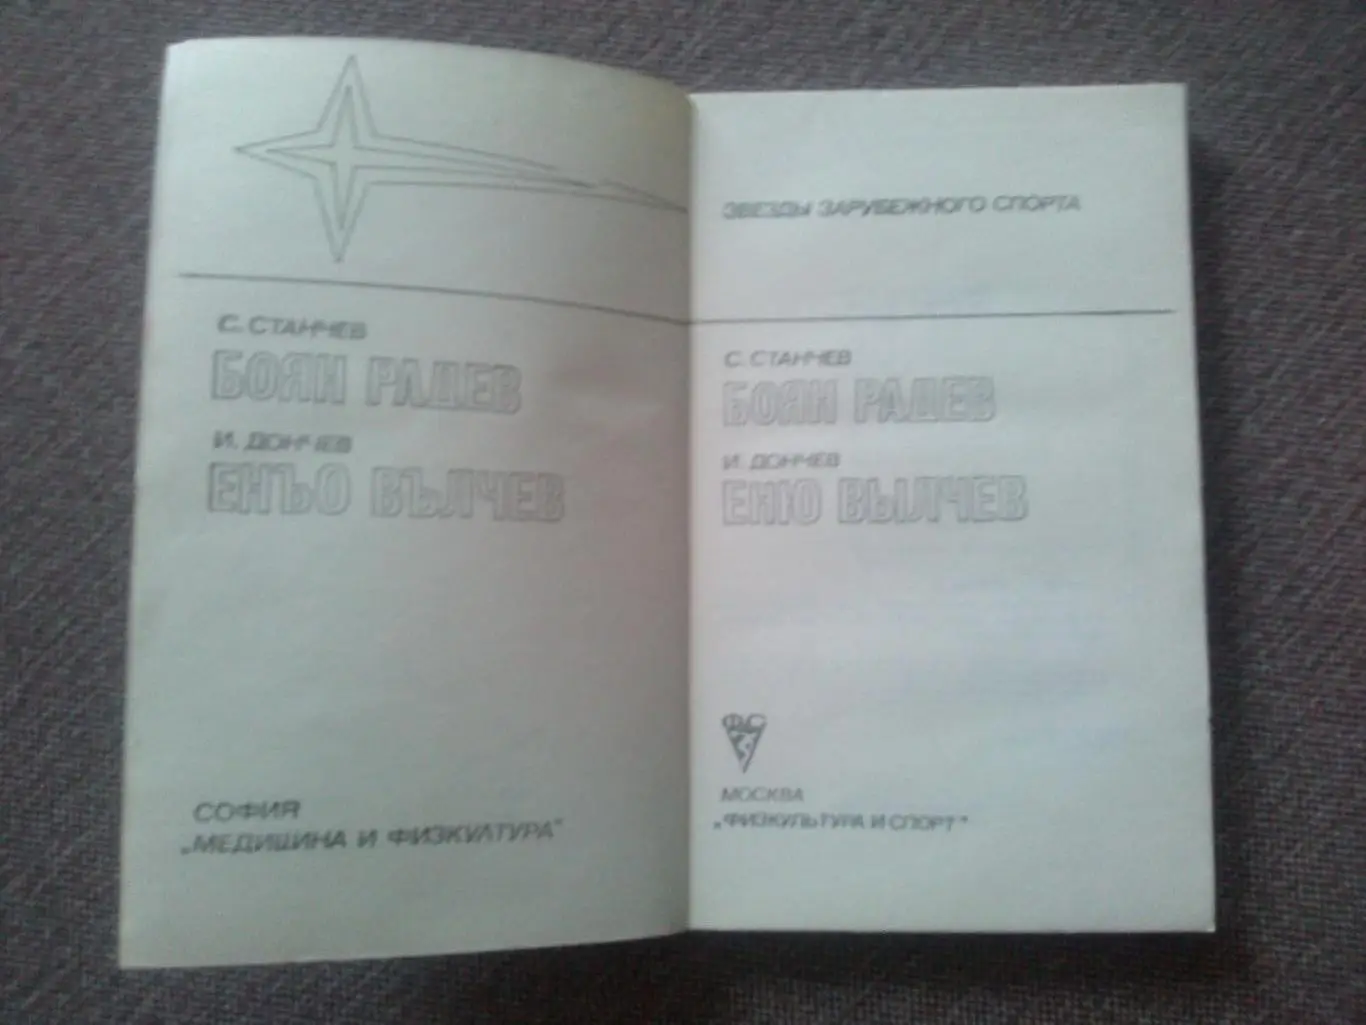 С. СТАНЧЕВ
БОЯН РАДЕВ
И. ДОНЧЕВ
ЕНЬО ВЪЛЧЕВ
СОФИЯ
„МЕДИЦИНА И ФИЗКУЛТУРА"
ЗВЕЗДЫ ЗАРУБЕЖНОГО СПОРТА
С. СТАНЧЕВ
БОЯН РАДЕВ
И. ДОНЧЕВ
ЕНЮ ВЫЛЧЕВ
ФиС
МОСКВА
„ФИЗКУЛЬТУРА И СПОРТ"